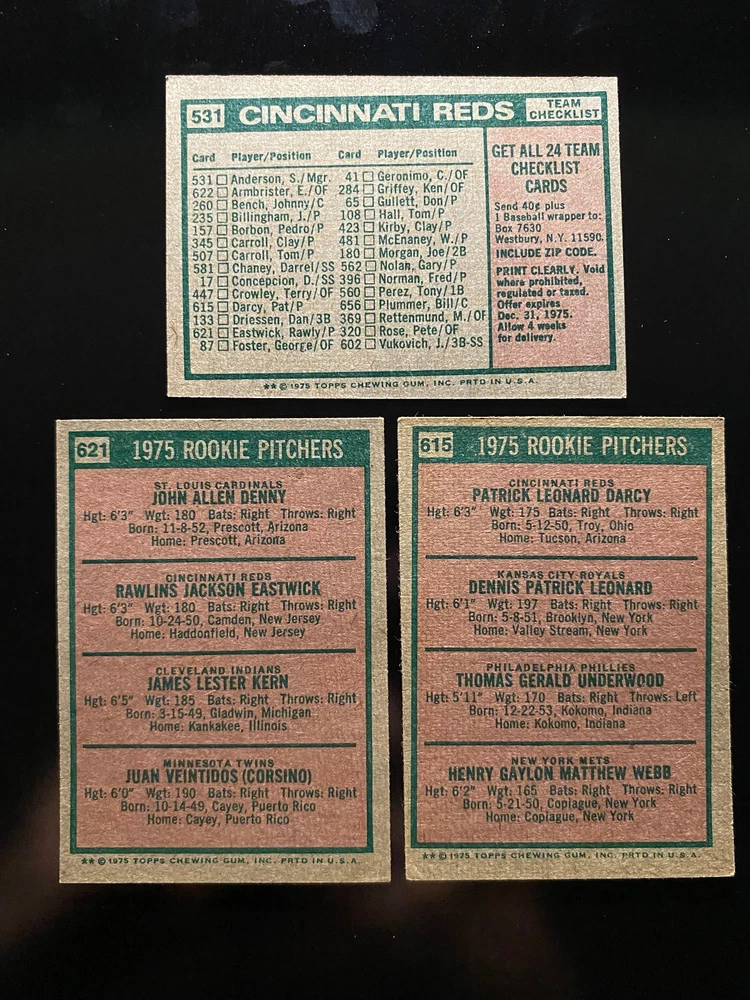 531 CINCINNATI REDS TEAM CHECKLIST
Card Player/Position Card Player/Position
531 □ Anderson, S./Mgr. 41 □ Geronimo, C./OF
622 □ Armbrister, E./OF 284 □ Griffey, Ken/OF
260 □ Bench, Johnny/C 65 □ Gullett, Don/P
235 □ Billingham, J./P 108 □ Hall, Tom/P
157 □ Borbon, Pedro/P 423 □ Kirby, Clay/P
345 □ Carroll, Clay/P 481 □ McEnaney, W./P
507 □ Carroll, Tom/P 180 □ Morgan, Joe/2B
581 □ Chaney, Darrel/SS 562 □ Nolan, Gary/P
17 □ Concepcion, D./SS 396 □ Norman, Fred/P
447 □ Crowley, Terry/OF 560 □ Perez, Tony/1B
615 □ Darcy, Pat/P 656 □ Plummer, Bill/C
133 □ Driessen, Dan/3B 369 □ Rettenmund, M./OF
621 □ Eastwick, Rawly/P 320 □ Rose, Pete/OF
87 □ Foster, George/OF 602 □ Vukovich, J./3B-SS
GET ALL 24 TEAM
CHECKLIST
CARDS
Send 40¢ plus
1 Baseball wrapper to:
Box 7630
Westbury, N.Y. 11590.
INCLUDE ZIP CODE.
PRINT CLEARLY. Void
where prohibited,
regulated or taxed.
Offer expires
Dec. 31, 1975.
Allow 4 weeks
for delivery.
** © 1975 TOPPS CHEWING GUM, INC. PRTD IN U.S.A.
621 1975 ROOKIE PITCHERS
ST. LOUIS CARDINALS
JOHN ALLEN DENNY
Hgt: 6'3" Wgt: 180 Bats: Right Throws: Right
Born: 11-8-52, Prescott, Arizona
Home: Prescott, Arizona
CINCINNATI REDS
RAWLINS JACKSON EASTWICK
Hgt: 6'3" Wgt: 180 Bats: Right Throws: Right
Born: 10-24-50, Camden, New Jersey
Home: Haddonfield, New Jersey
CLEVELAND INDIANS
JAMES LESTER KERN
Hgt: 6'5" Wgt: 185 Bats: Right Throws: Right
Born: 3-15-49, Gladwin, Michigan
Home: Kankakee, Illinois
MINNESOTA TWINS
JUAN VEINTIDOS (CORSINO)
Hgt: 6'0" Wgt: 190 Bats: Right Throws: Right
Born: 10-14-49, Cayey, Puerto Rico
Home: Cayey, Puerto Rico
** © 1975 TOPPS CHEWING GUM, INC. PRTD IN U.S.A.
615 1975 ROOKIE PITCHERS
CINCINNATI REDS
PATRICK LEONARD DARCY
Hgt: 6'3" Wgt: 175 Bats: Right Throws: Right
Born: 5-12-50, Troy, Ohio
Home: Tucson, Arizona
KANSAS CITY ROYALS
DENNIS PATRICK LEONARD
Hgt: 6'1" Wgt: 197 Bats: Right Throws: Right
Born: 5-8-51, Brooklyn, New York
Home: Valley Stream, New York
PHILADELPHIA PHILLIES
THOMAS GERALD UNDERWOOD
Hgt: 5'11" Wgt: 170 Bats: Right Throws: Left
Born: 12-22-53, Kokomo, Indiana
Home: Kokomo, Indiana
NEW YORK METS
HENRY GAYLON MATTHEW WEBB
Hgt: 6'2" Wgt: 165 Bats: Right Throws: Right
Born: 5-21-50, Copiague, New York
Home: Copiague, New York
** © 1975 TOPPS CHEWING GUM, INC. PRTD IN U.S.A.